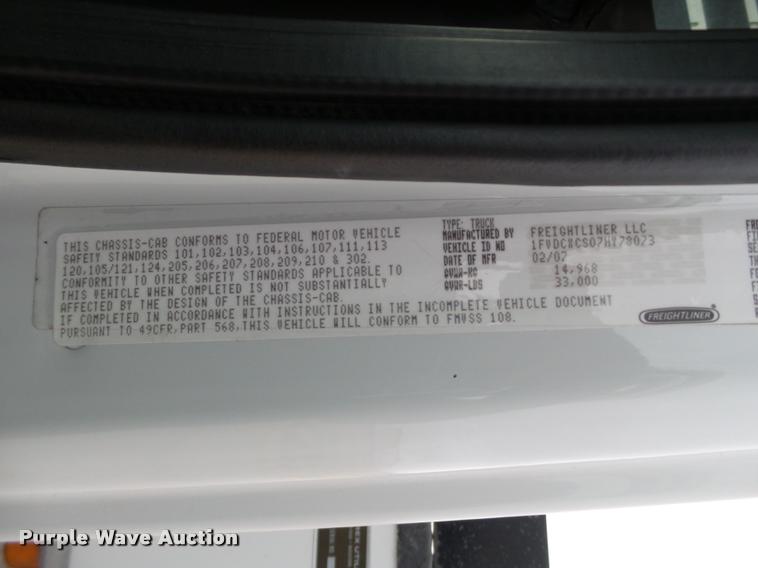 THIS CHASSIS-CAB CONFORMS TO FEDERAL MOTOR VEHICLE
SAFETY STANDARDS 101,102,103,104,106,107,111,113
120,105/121,124,205,206,207,208,209,210 & 302.
CONFORMITY TO OTHER SAFETY STANDARDS APPLICABLE TO
THIS VEHICLE WHEN COMPLETED IS NOT SUBSTANTIALLY
AFFECTED BY THE DESIGN OF THE CHASSIS-CAB.
IF COMPLETED IN ACCORDANCE WITH INSTRUCTIONS IN THE INCOMPLETE VEHICLE DOCUMENT
PURSUANT TO 49CFR,PART 568,THIS VEHICLE WILL CONFORM TO FMVSS 108.
TYPE: TRUCK
MANUFACTURED BY FREIGHTLINER LLC
VEHICLE ID NO 1FVDCXCS07HY78073
DATE OF MFR 02/07
GVWR-KG 14,968
GVWR-LBS 33,000
FREIGHTLINER
Purple Wave Auction